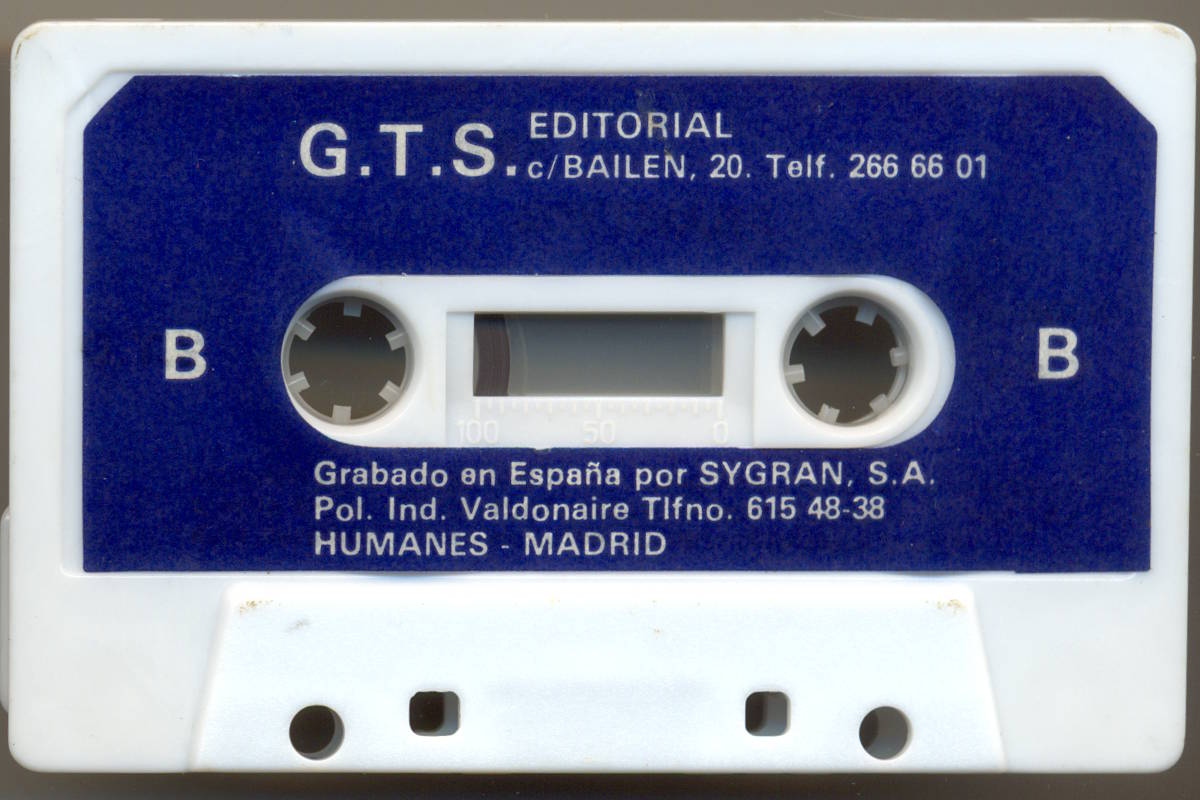 G.T.S. EDITORIAL
c/BAILEN, 20. Telf. 266 66 01
B B
100 50 0
Grabado en España por SYGRAN, S.A.
Pol. Ind. Valdonaire Tlfno. 615 48-38
HUMANES - MADRID